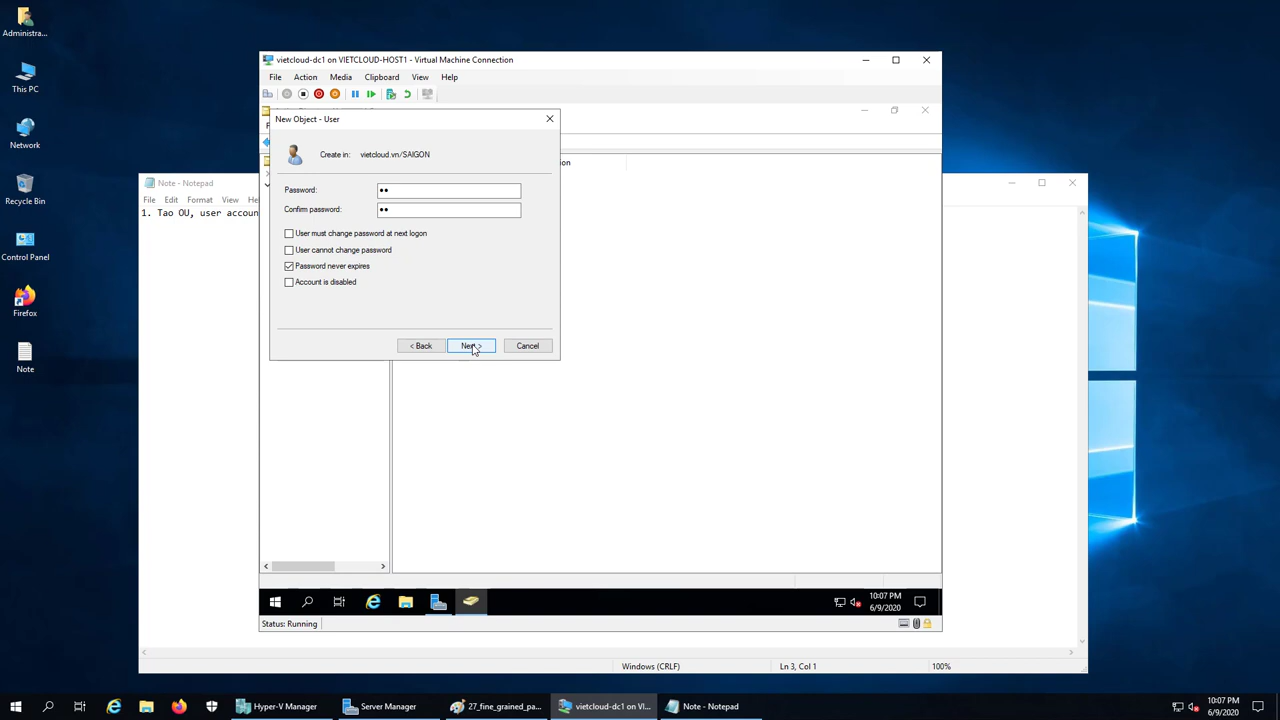 Administra...
This PC
Network
Recycle Bin
Control Panel
Firefox
Note
Note - Notepad
File Edit Format View He
1. Tao OU, user accoun
vietcloud-dc1 on VIETCLOUD-HOST1 - Virtual Machine Connection
File Action Media Clipboard View Help
New Object - User
Create in: vietcloud.vn/SAIGON
Password: ●●
Confirm password: ●●
User must change password at next logon
User cannot change password
Password never expires
Account is disabled
< Back Next > Cancel
ion
10:07 PM
6/9/2020
Status: Running
Windows (CRLF) Ln 3, Col 1 100%
Hyper-V Manager Server Manager 27_fine_grained_pa... vietcloud-dc1 on VI... Note - Notepad
10:07 PM
6/9/2020